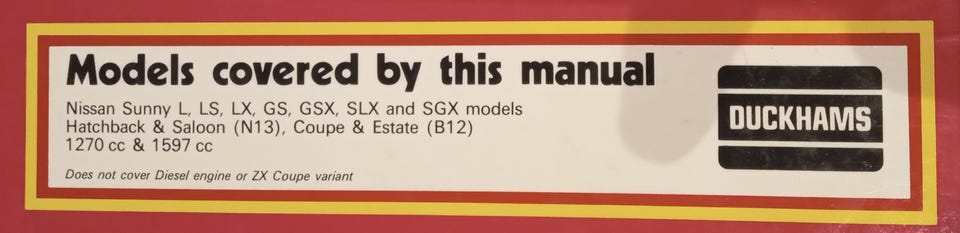 Models covered by this manual
Nissan Sunny L, LS, LX, GS, GSX, SLX and SGX models
Hatchback & Saloon (N13), Coupe & Estate (B12)
1270 cc & 1597 cc
Does not cover Diesel engine or ZX Coupe variant
DUCKHAMS